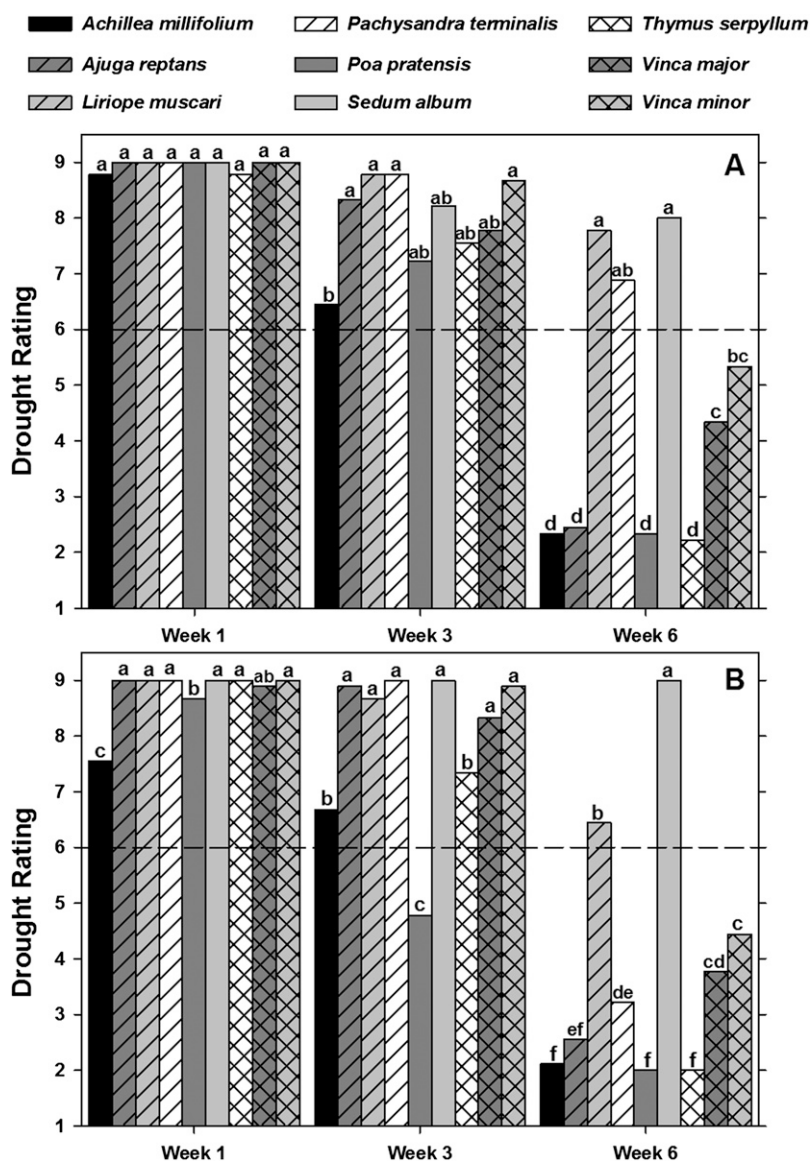 Achillea millifolium Pachysandra terminalis Thymus serpyllum
Ajuga reptans Poa pratensis Vinca major
Liriope muscari Sedum album Vinca minor
A
Drought Rating
9
8
7
6
5
4
3
2
1
a a a a a a a a a
b a a a ab ab ab ab a
d d a ab d a d c bc
Week 1 Week 3 Week 6
B
Drought Rating
9
8
7
6
5
4
3
2
1
c a a a b a a ab a
b a a a c a b a a
f ef b de f a f cd c
Week 1 Week 3 Week 6